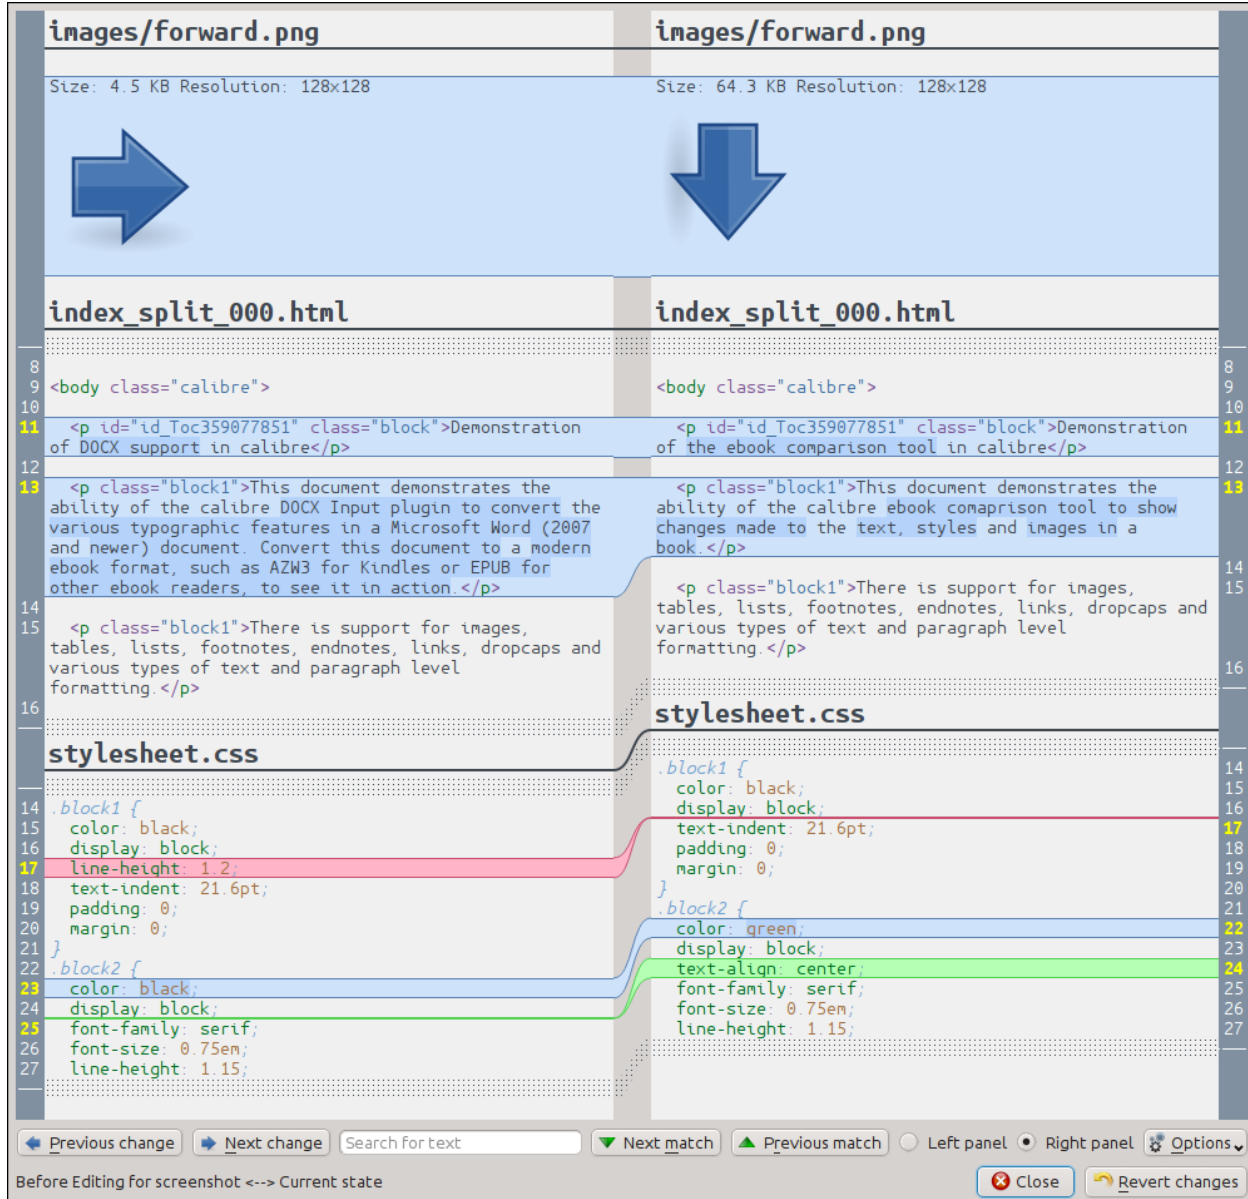 images/forward.png
Size: 4.5 KB Resolution: 128x128
index_split_000.html
8
9 <body class="calibre">
10
11 <p id="id_Toc359077851" class="block">Demonstration
of DOCX support in calibre</p>
12
13 <p class="block1">This document demonstrates the
ability of the calibre DOCX Input plugin to convert the
various typographic features in a Microsoft Word (2007
and newer) document. Convert this document to a modern
ebook format, such as AZW3 for Kindles or EPUB for
other ebook readers, to see it in action.</p>
14
15 <p class="block1">There is support for images,
tables, lists, footnotes, endnotes, links, dropcaps and
various types of text and paragraph level
formatting.</p>
16
stylesheet.css
14 .block1 {
15 color: black;
16 display: block;
17 line-height: 1.2;
18 text-indent: 21.6pt;
19 padding: 0;
20 margin: 0;
21 }
22 .block2 {
23 color: black;
24 display: block;
25 font-family: serif;
26 font-size: 0.75em;
27 line-height: 1.15;
images/forward.png
Size: 64.3 KB Resolution: 128x128
index_split_000.html
8
<body class="calibre"> 9
10
<p id="id_Toc359077851" class="block">Demonstration 11
of the ebook comparison tool in calibre</p>
12
<p class="block1">This document demonstrates the 13
ability of the calibre ebook comaprison tool to show
changes made to the text, styles and images in a
book.</p>
14
<p class="block1">There is support for images, 15
tables, lists, footnotes, endnotes, links, dropcaps and
various types of text and paragraph level
formatting.</p>
16
stylesheet.css
.block1 { 14
color: black; 15
display: block; 16
text-indent: 21.6pt; 17
padding: 0; 18
margin: 0; 19
} 20
.block2 { 21
color: green; 22
display: block; 23
text-align: center; 24
font-family: serif; 25
font-size: 0.75em; 26
line-height: 1.15; 27
Previous change Next change Search for text Next match Previous match Left panel Right panel Options
Before Editing for screenshot <--> Current state Close Revert changes